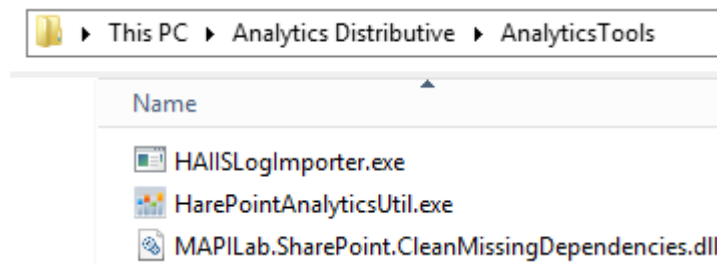 This PC ▸ Analytics Distributive ▸ AnalyticsTools
Name
HAIISLogImporter.exe
HarePointAnalyticsUtil.exe
MAPILab.SharePoint.CleanMissingDependencies.dll